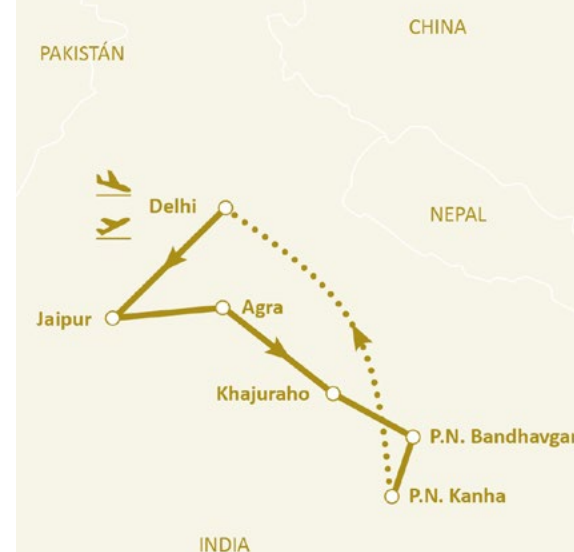 CHINA
PAKISTÁN
Delhi
NEPAL
Agra
Jaipur
Khajuraho
P.N. Bandhavgar
P.N. Kanha
INDIA